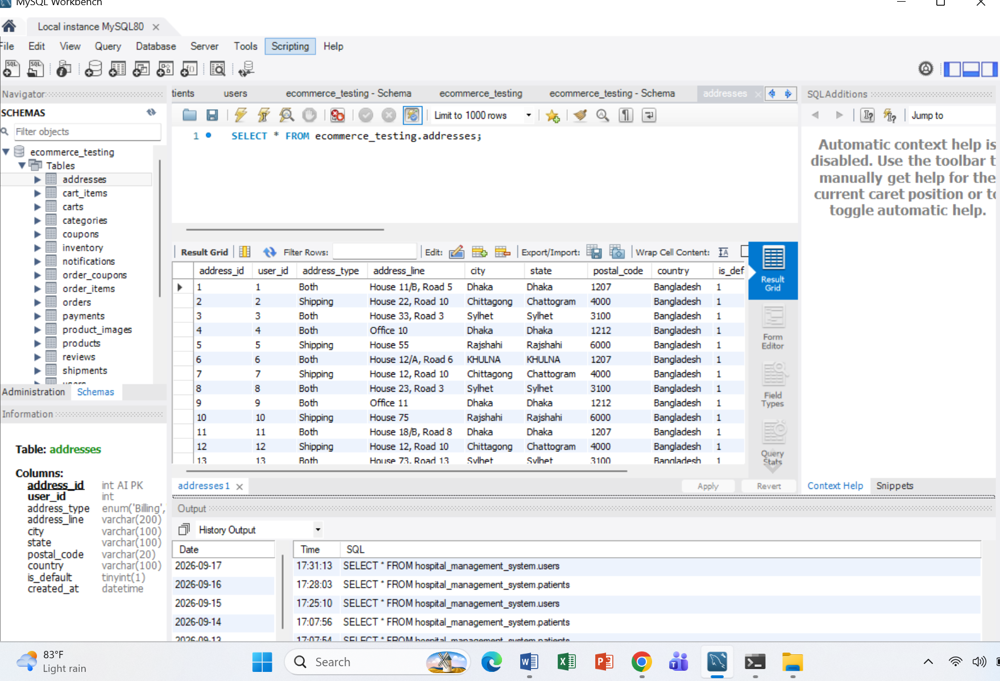 MySQL Workbench
Local instance MySQL80
File Edit View Query Database Server Tools Scripting Help
Navigator
SCHEMAS
Filter objects
ecommerce_testing
Tables
addresses
cart_items
carts
categories
coupons
inventory
notifications
order_coupons
order_items
orders
payments
product_images
products
reviews
shipments
users
Administration Schemas
Information
Table: addresses
Columns:
address_id int AI PK
user_id int
address_type enum('Billing',
address_line varchar(200)
city varchar(100)
state varchar(100)
postal_code varchar(20)
country varchar(100)
is_default tinyint(1)
created_at datetime
tients users ecommerce_testing - Schema ecommerce_testing ecommerce_testing - Schema addresses
Limit to 1000 rows
1 SELECT * FROM ecommerce_testing.addresses;
Result Grid Filter Rows: Edit: Export/Import: Wrap Cell Content:
address_id user_id address_type address_line city state postal_code country is_def
1 1 Both House 11/B, Road 5 Dhaka Dhaka 1207 Bangladesh 1
2 2 Shipping House 22, Road 10 Chittagong Chattogram 4000 Bangladesh 1
3 3 Both House 33, Road 3 Sylhet Sylhet 3100 Bangladesh 1
4 4 Both Office 10 Dhaka Dhaka 1212 Bangladesh 1
5 5 Shipping House 55 Rajshahi Rajshahi 6000 Bangladesh 1
6 6 Both House 12/A, Road 6 KHULNA KHULNA 1207 Bangladesh 1
7 7 Shipping House 12, Road 10 Chittagong Chattogram 4000 Bangladesh 1
8 8 Both House 23, Road 3 Sylhet Sylhet 3100 Bangladesh 1
9 9 Both Office 11 Dhaka Dhaka 1212 Bangladesh 1
10 10 Shipping House 75 Rajshahi Rajshahi 6000 Bangladesh 1
11 11 Both House 18/B, Road 8 Dhaka Dhaka 1207 Bangladesh 1
12 12 Shipping House 12, Road 10 Chittagong Chattogram 4000 Bangladesh 1
13 13 Both House 73, Road 13 Sylhet Sylhet 3100 Bangladesh 1
Result
Grid
Form
Editor
Field
Types
Query
Stats
addresses 1
Apply Revert
SQLAdditions
Jump to
Automatic context help is
disabled. Use the toolbar t
manually get help for the
current caret position or to
toggle automatic help.
Context Help Snippets
Output
History Output
Date Time SQL
2026-09-17 17:31:13 SELECT * FROM hospital_management_system.users
2026-09-16 17:28:03 SELECT * FROM hospital_management_system.patients
2026-09-15 17:25:10 SELECT * FROM hospital_management_system.users
2026-09-14 17:07:56 SELECT * FROM hospital_management_system.patients
2026-09-13 17:07:54 SELECT * FROM hospital_management_system.patients
83°F
Light rain
Search